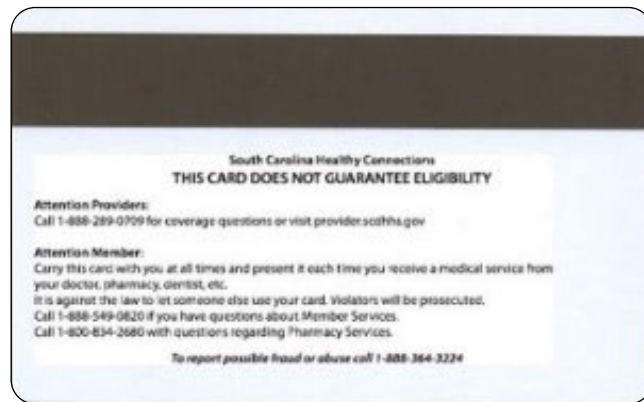 South Carolina Healthy Connections
THIS CARD DOES NOT GUARANTEE ELIGIBILITY
Attention Providers:
Call 1-888-289-0709 for coverage questions or visit provider.scdhhs.gov
Attention Member:
Carry this card with you at all times and present it each time you receive a medical service from
your doctor, pharmacy, dentist, etc.
It is against the law to let someone else use your card. Violators will be prosecuted.
Call 1-888-549-0820 if you have questions about Member Services.
Call 1-800-834-2680 with questions regarding Pharmacy Services.
To report possible fraud or abuse call 1-888-364-3224